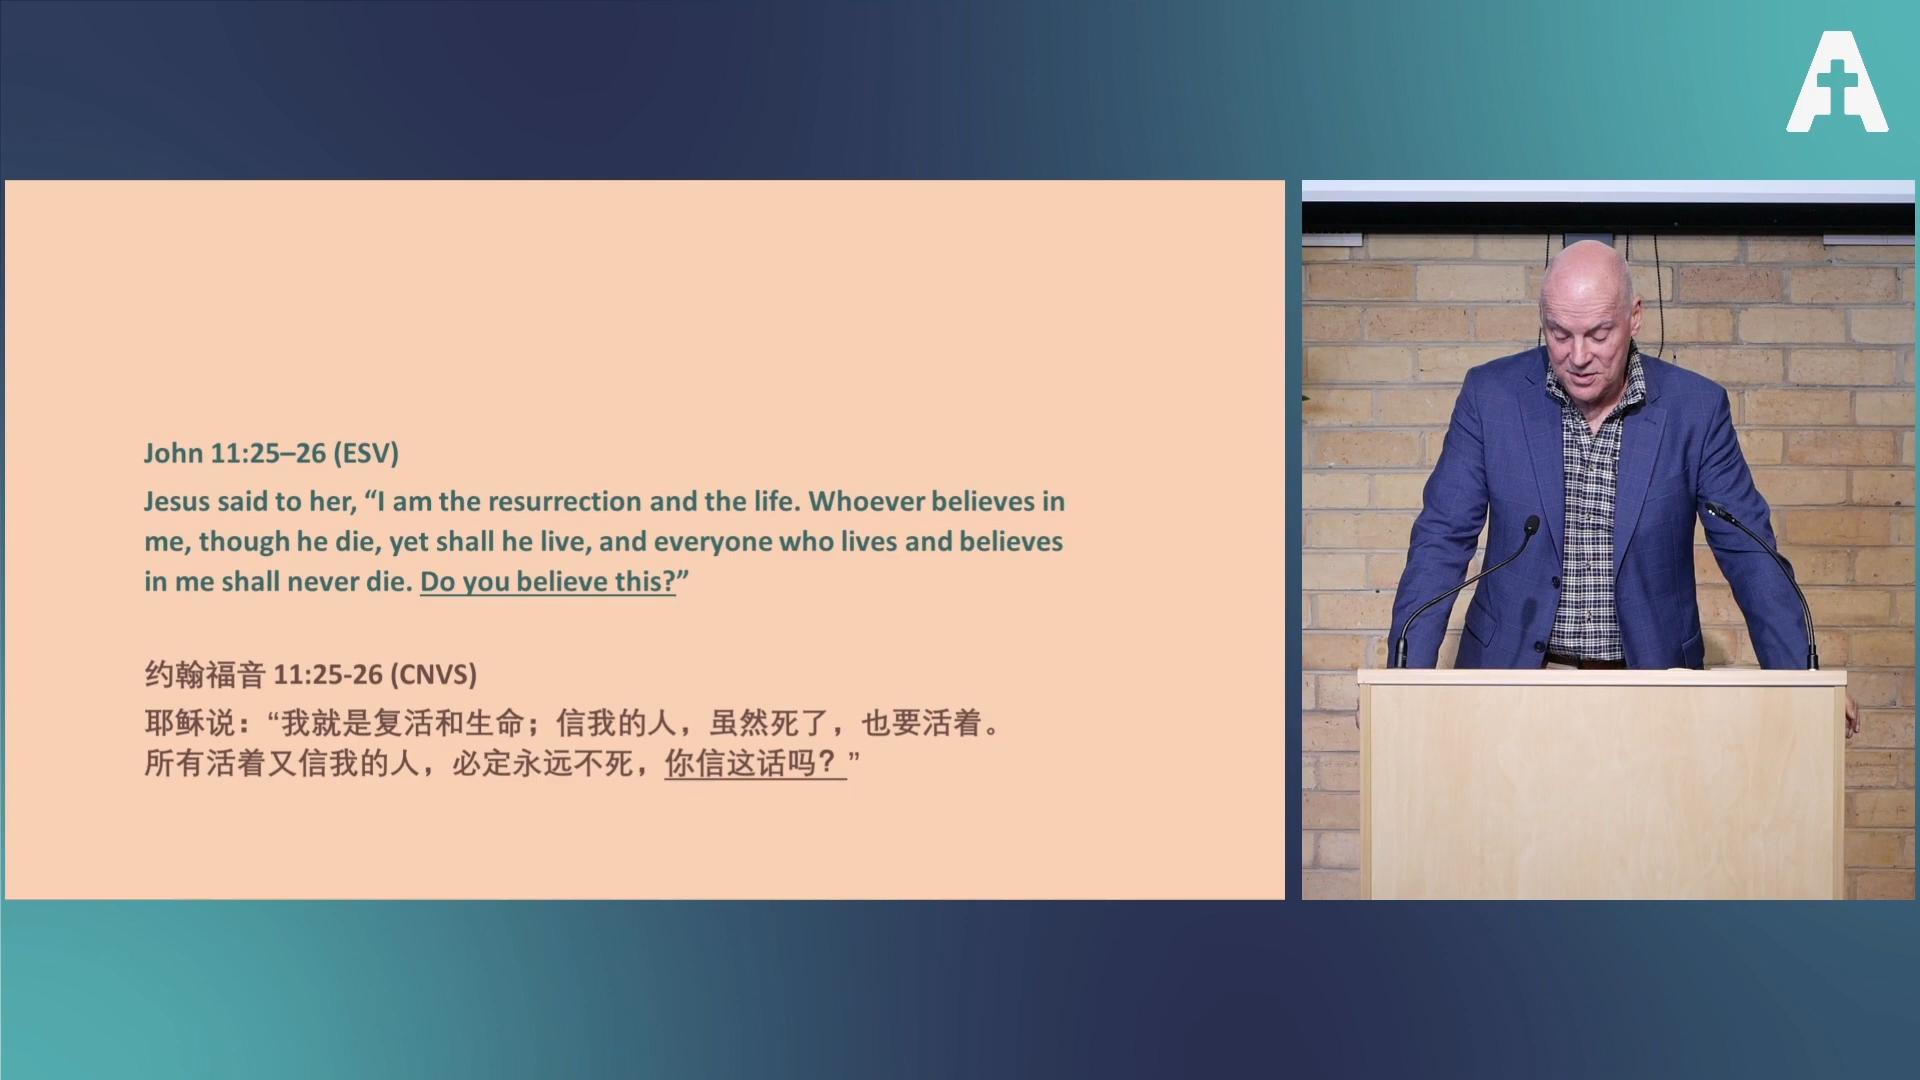 John 11:25–26 (ESV)
Jesus said to her, “I am the resurrection and the life. Whoever believes in
me, though he die, yet shall he live, and everyone who lives and believes
in me shall never die. Do you believe this?”
约翰福音 11:25-26 (CNVS)
耶稣说：“我就是复活和生命；信我的人，虽然死了，也要活着。
所有活着又信我的人，必定永远不死，你信这话吗？”